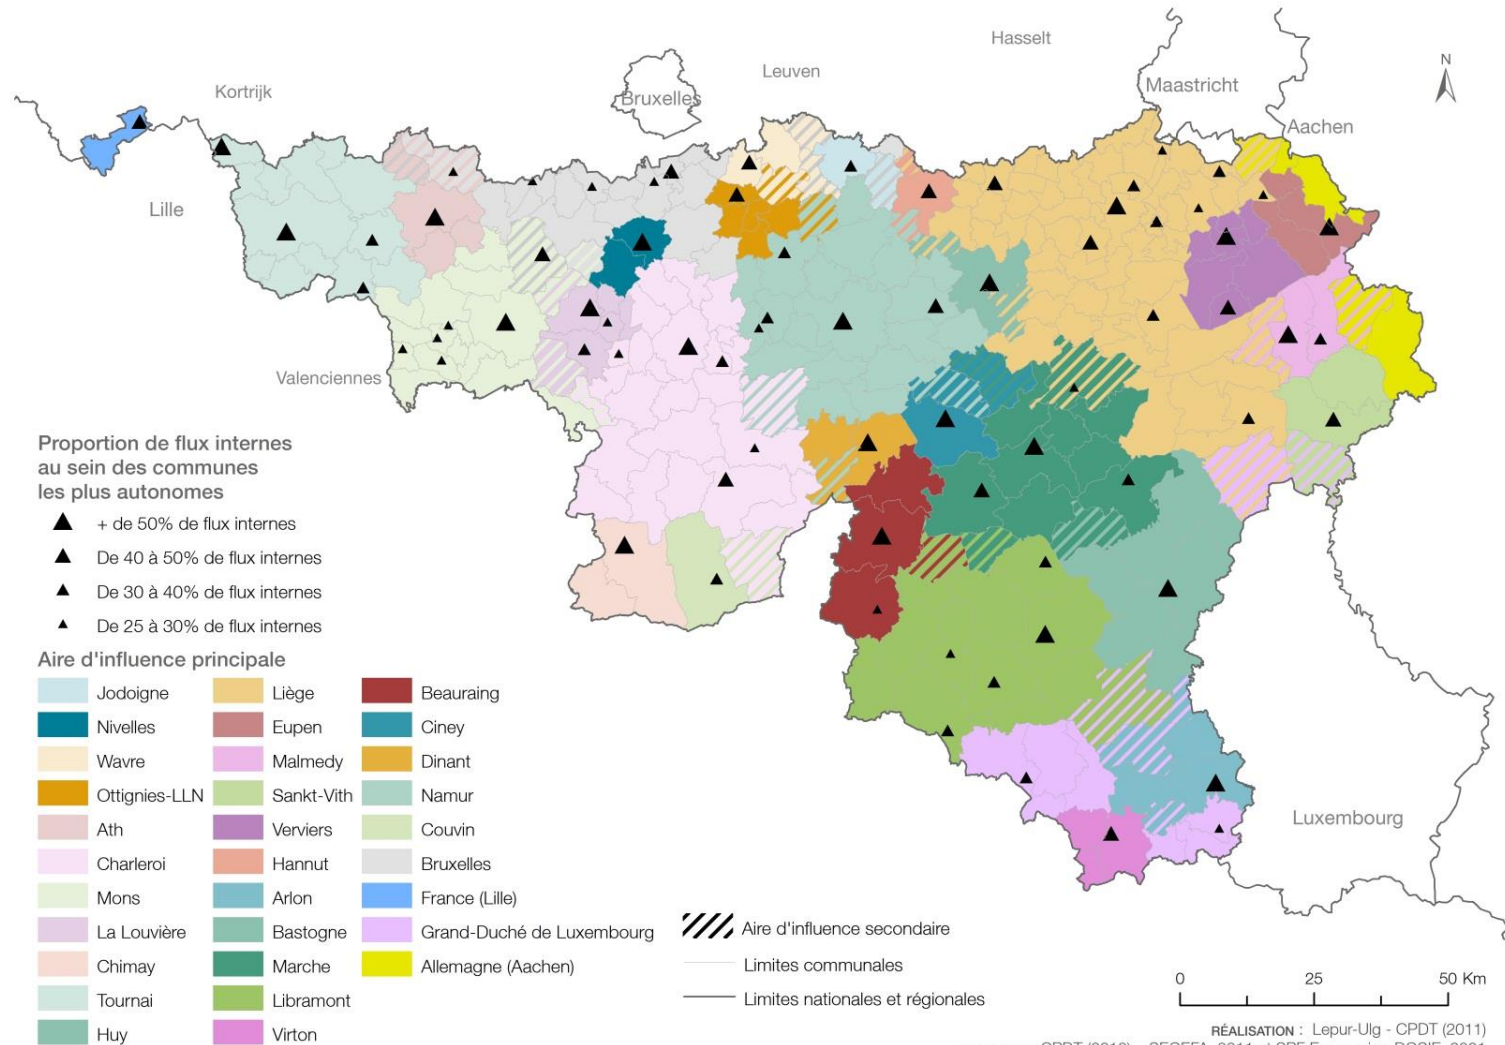 Hasselt
Leuven
Kortrijk
Bruxelles
Maastricht
N
Aachen
Lille
Valenciennes
Luxembourg
Proportion de flux internes
au sein des communes
les plus autonomes
+ de 50% de flux internes
De 40 à 50% de flux internes
De 30 à 40% de flux internes
De 25 à 30% de flux internes
Aire d'influence principale
Jodoigne
Nivelles
Wavre
Ottignies-LLN
Ath
Charleroi
Mons
La Louvière
Chimay
Tournai
Huy
Liège
Eupen
Malmedy
Sankt-Vith
Verviers
Hannut
Arlon
Bastogne
Marche
Libramont
Virton
Beauraing
Ciney
Dinant
Namur
Couvin
Bruxelles
France (Lille)
Grand-Duché de Luxembourg
Allemagne (Aachen)
Aire d'influence secondaire
Limites communales
Limites nationales et régionales
0 25 50 Km
RÉALISATION : Lepur-Ulg - CPDT (2011)